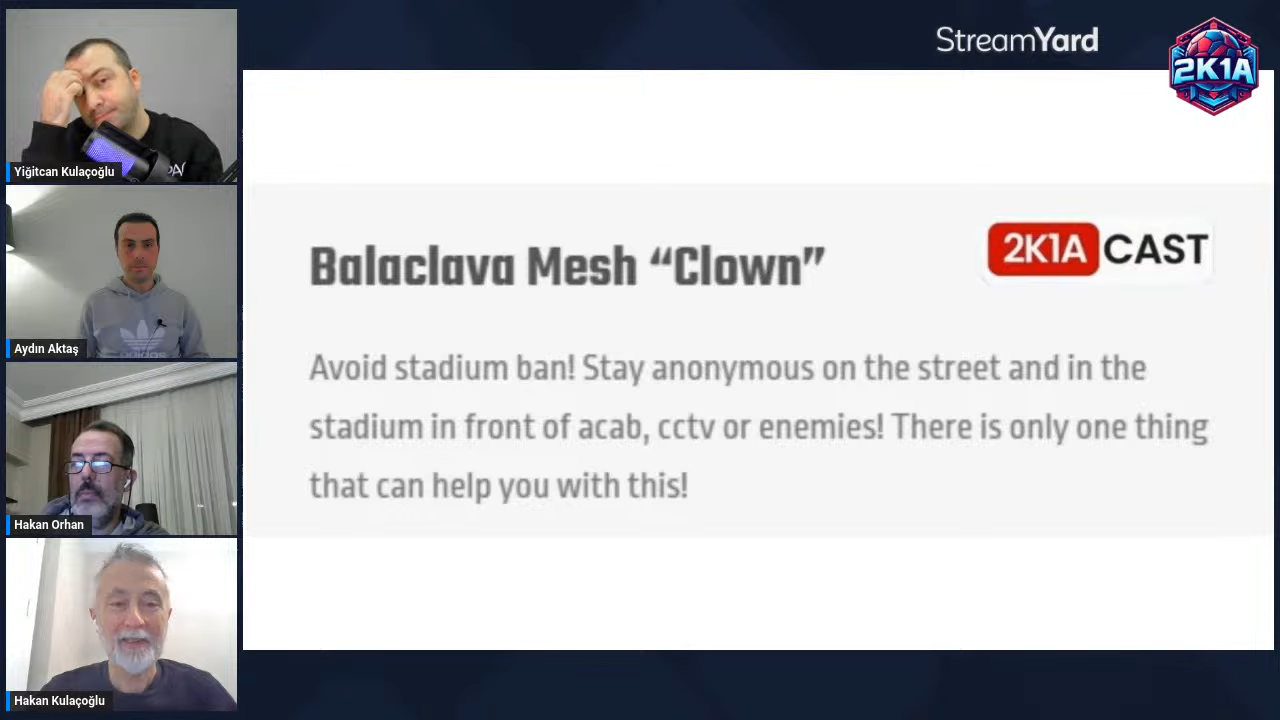 StreamYard
2K1A
Yiğitcan Kulaçoğlu
Aydın Aktaş
Hakan Orhan
Hakan Kulaçoğlu
2K1A CAST
Balaclava Mesh “Clown”
Avoid stadium ban! Stay anonymous on the street and in the
stadium in front of acab, cctv or enemies! There is only one thing
that can help you with this!